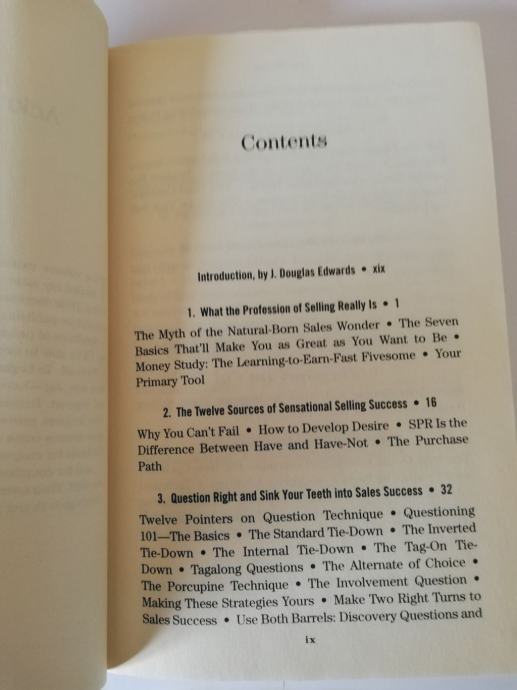 Contents
Introduction, by J. Douglas Edwards • xix
1. What the Profession of Selling Really Is • 1
The Myth of the Natural-Born Sales Wonder • The Seven
Basics That'll Make You as Great as You Want to Be •
Money Study: The Learning-to-Earn-Fast Fivesome • Your
Primary Tool
2. The Twelve Sources of Sensational Selling Success • 16
Why You Can't Fail • How to Develop Desire • SPR Is the
Difference Between Have and Have-Not • The Purchase
Path
3. Question Right and Sink Your Teeth into Sales Success • 32
Twelve Pointers on Question Technique • Questioning
101—The Basics • The Standard Tie-Down • The Inverted
Tie-Down • The Internal Tie-Down • The Tag-On Tie-
Down • Tagalong Questions • The Alternate of Choice •
The Porcupine Technique • The Involvement Question •
Making These Strategies Yours • Make Two Right Turns to
Sales Success • Use Both Barrels: Discovery Questions and
ix